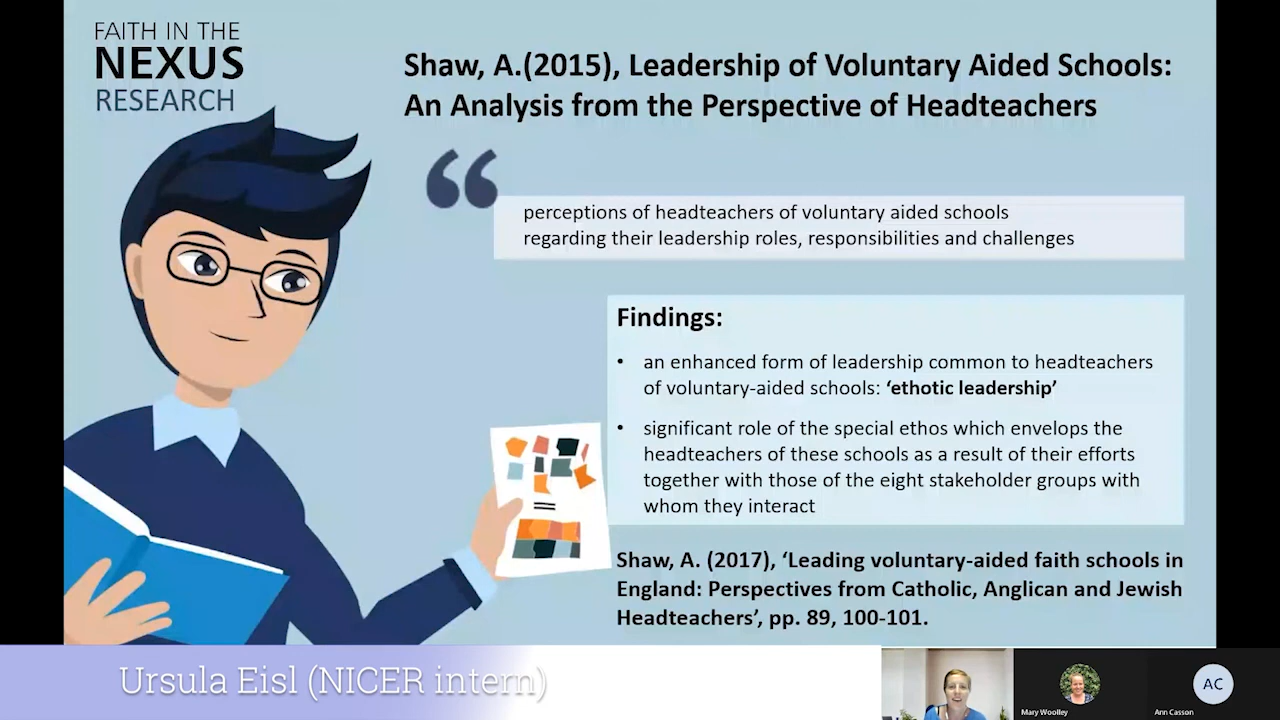 FAITH IN THE
NEXUS
RESEARCH
Shaw, A.(2015), Leadership of Voluntary Aided Schools:
An Analysis from the Perspective of Headteachers
“
perceptions of headteachers of voluntary aided schools
regarding their leadership roles, responsibilities and challenges
Findings:
• an enhanced form of leadership common to headteachers
of voluntary-aided schools: ‘ethotic leadership’
• significant role of the special ethos which envelops the
headteachers of these schools as a result of their efforts
together with those of the eight stakeholder groups with
whom they interact
Shaw, A. (2017), ‘Leading voluntary-aided faith schools in
England: Perspectives from Catholic, Anglican and Jewish
Headteachers’, pp. 89, 100-101.
Ursula Eisl (NICER intern)
Mary Woolley
AC
Ann Casson